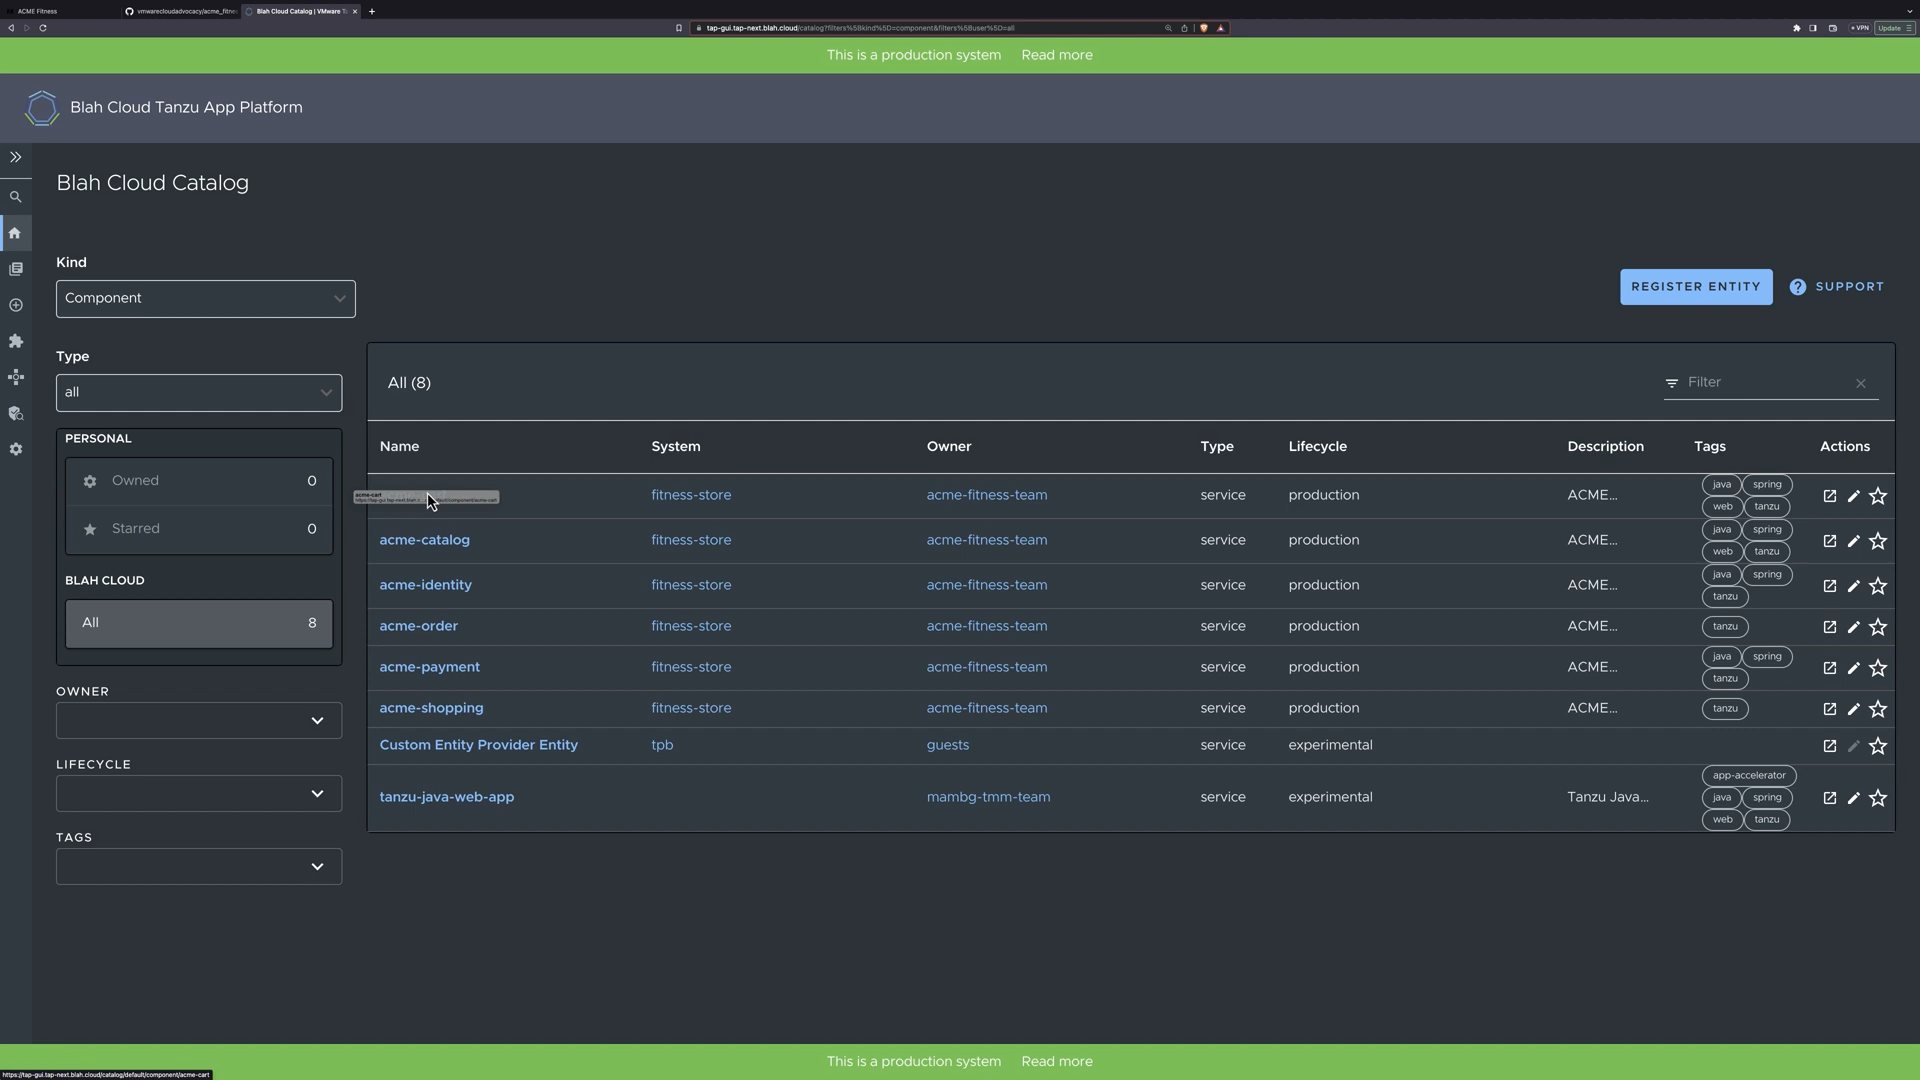 ACME Fitness
vmwarecloudadvocacy/acme_fitne
Blah Cloud Catalog | VMware T
tap-gui.tap-next.blah.cloud/catalog?filters%5Bkind%5D=component&filters%5Buser%5D=all
VPN
Update
This is a production system Read more
Blah Cloud Tanzu App Platform
Blah Cloud Catalog
Kind
Component
REGISTER ENTITY
SUPPORT
Type
all
All (8)
Filter
PERSONAL
Owned 0
Starred 0
BLAH CLOUD
All 8
OWNER
LIFECYCLE
TAGS
Name System Owner Type Lifecycle Description Tags Actions
acme-cart
fitness-store acme-fitness-team service production ACME... java spring
web tanzu
acme-catalog fitness-store acme-fitness-team service production ACME... java spring
web tanzu
acme-identity fitness-store acme-fitness-team service production ACME... java spring
tanzu
acme-order fitness-store acme-fitness-team service production ACME... tanzu
acme-payment fitness-store acme-fitness-team service production ACME... java spring
tanzu
acme-shopping fitness-store acme-fitness-team service production ACME... tanzu
Custom Entity Provider Entity tpb guests service experimental
app-accelerator
tanzu-java-web-app mambg-tmm-team service experimental Tanzu Java... java spring
web tanzu
This is a production system Read more
https://tap-gui.tap-next.blah.cloud/catalog/default/component/acme-cart